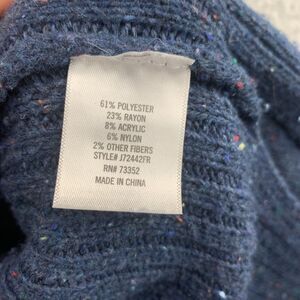 61% POLYESTER
23% RAYON
8% ACRYLIC
6% NYLON
2% OTHER FIBERS
STYLE# J72442FR
RN# 73352
MADE IN CHINA